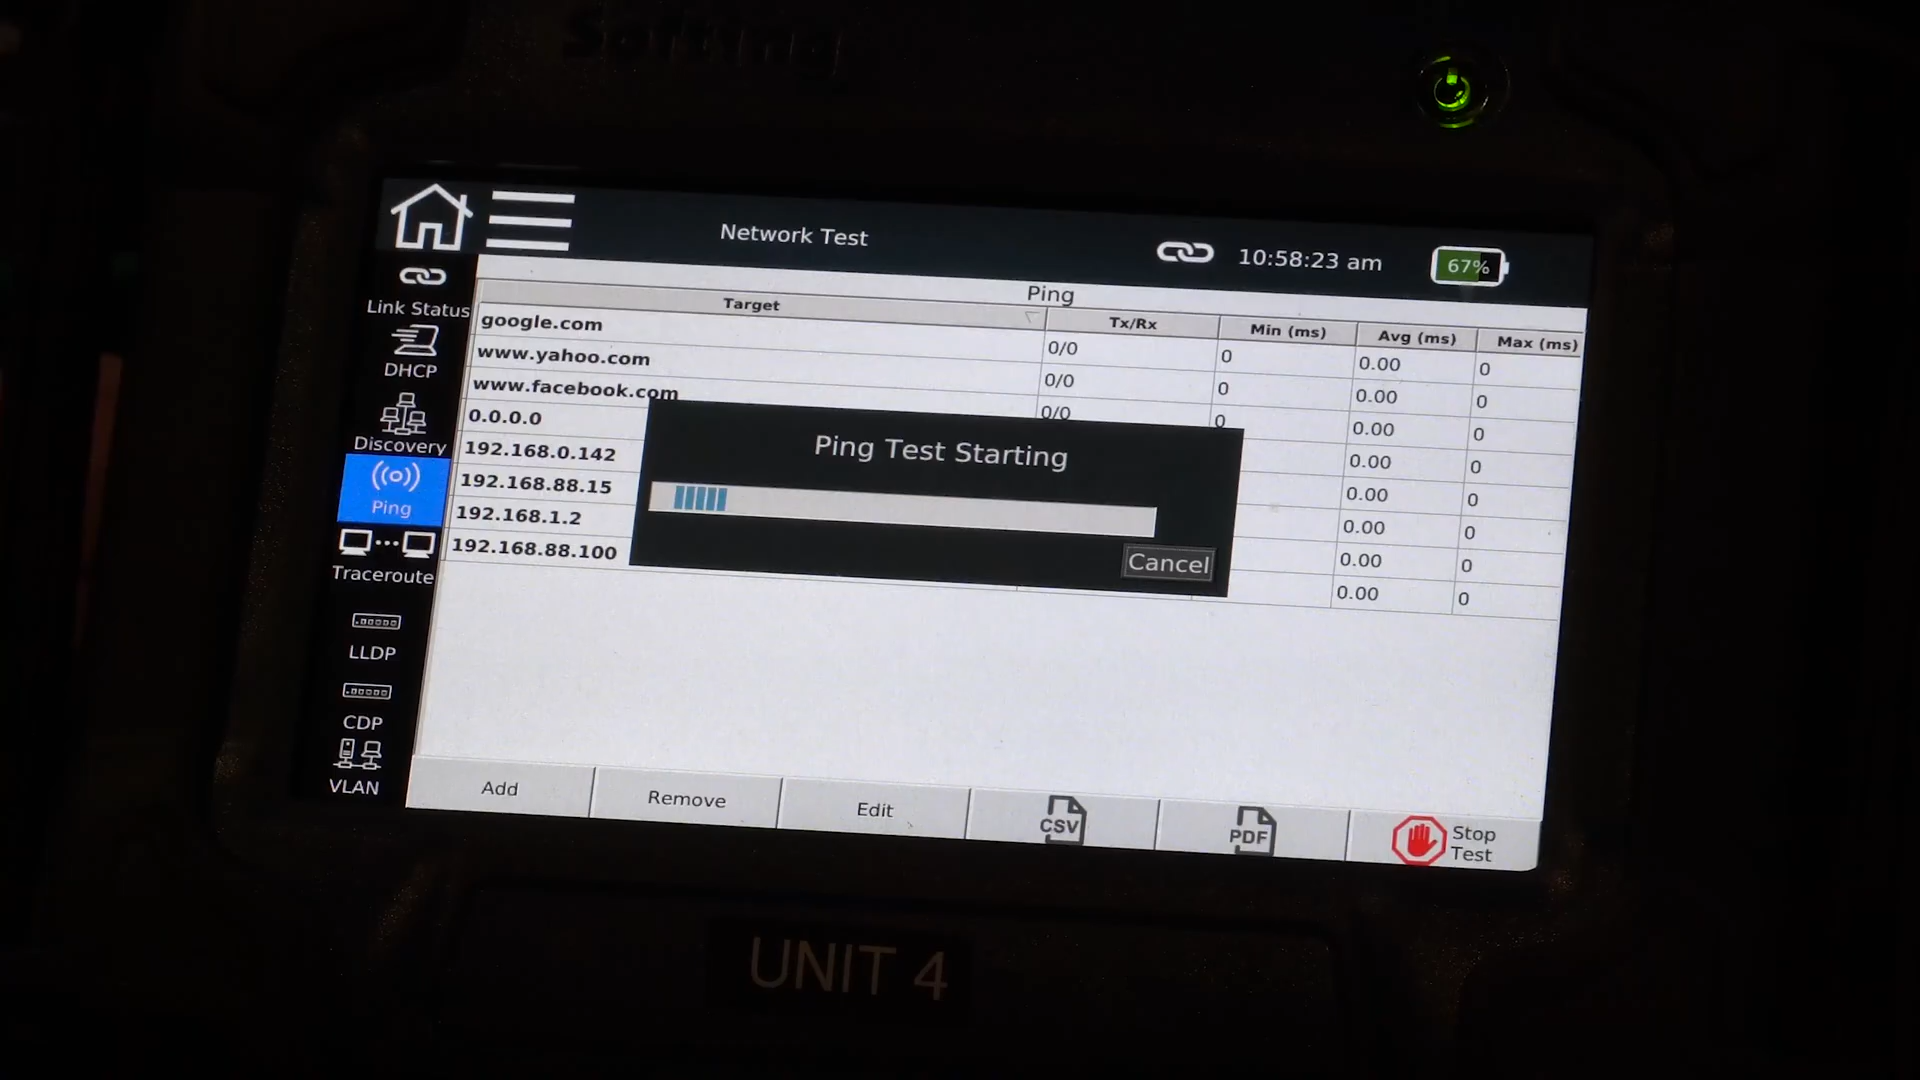 Softing
Network Test
10:58:23 am
67%
Link Status
DHCP
Discovery
Ping
Traceroute
LLDP
CDP
VLAN
Ping
Target Tx/Rx Min (ms) Avg (ms) Max (ms)
google.com 0/0 0 0.00 0
www.yahoo.com 0/0 0 0.00 0
www.facebook.com 0/0 0 0.00 0
0.0.0.0 0.00 0
192.168.0.142 0.00 0
192.168.88.15 0.00 0
192.168.1.2 0.00 0
192.168.88.100 0.00 0
Ping Test Starting
Cancel
Add
Remove
Edit
CSV
PDF
Stop
Test
UNIT 4